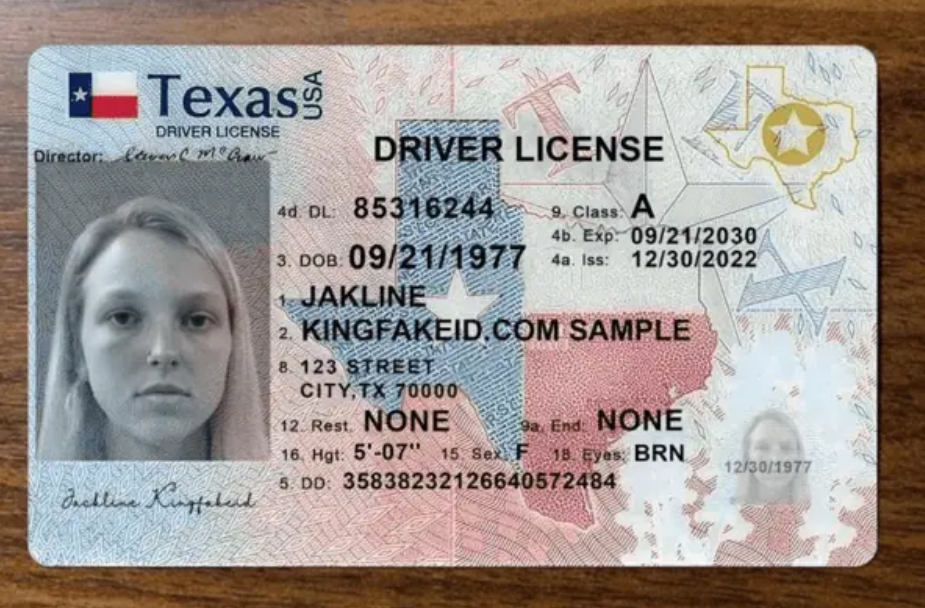 Texas USA
DRIVER LICENSE
Director: Steven C McCraw
DRIVER LICENSE
4d. DL: 85316244 9. Class: A
4b. Exp: 09/21/2030
3. DOB: 09/21/1977 4a. Iss: 12/30/2022
1. JAKLINE
2. KINGFAKEID.COM SAMPLE
8. 123 STREET
CITY,TX 70000
12. Rest. NONE 9a. End: NONE
16. Hgt: 5'-07" 15. Sex: F 18. Eyes: BRN
12/30/1977
5. DD: 35838232126640572484
Jackline Kingfakeid